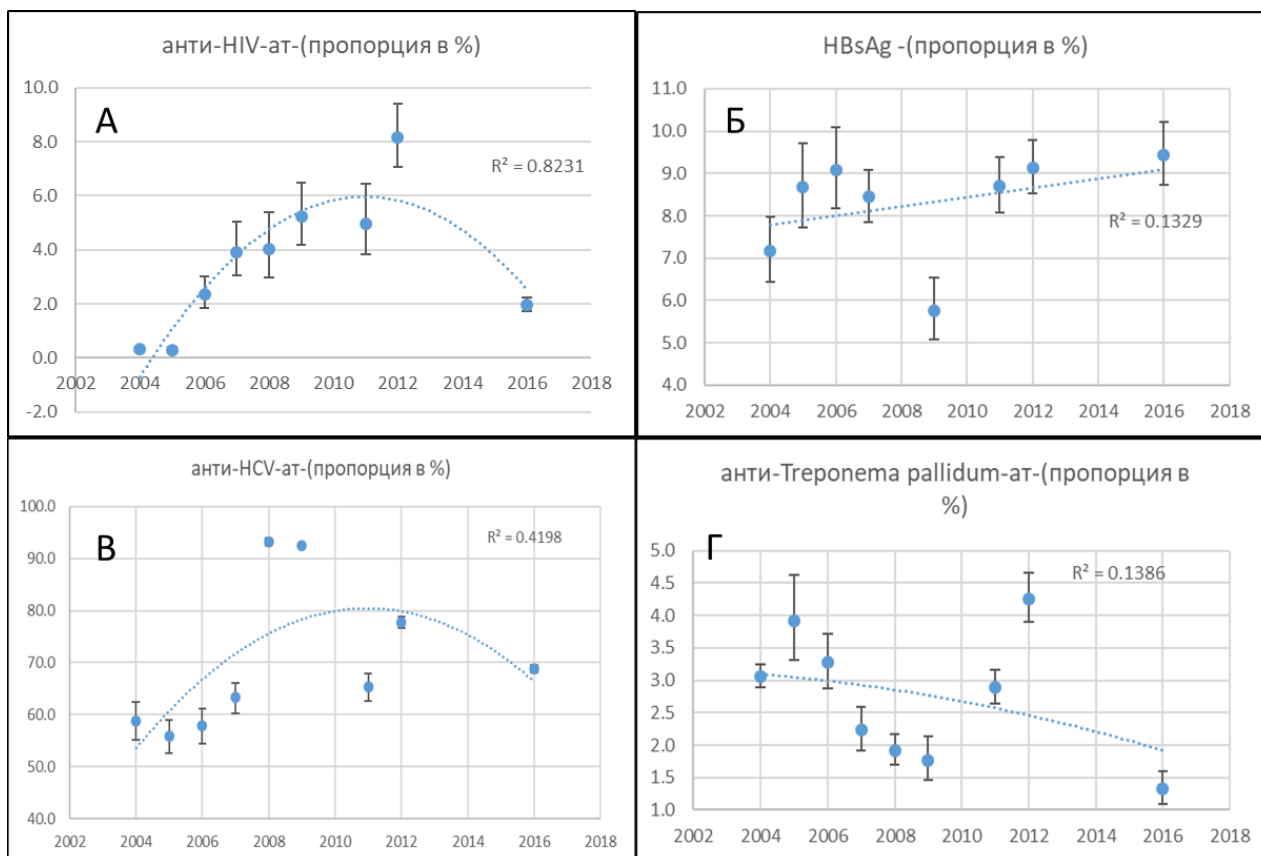 анти-HIV-ат-(пропорция в %)
А
10.0
8.0
6.0
4.0
2.0
0.0
-2.0
R² = 0.8231
2002 2004 2006 2008 2010 2012 2014 2016 2018
HBsAg -(пропорция в %)
Б
11.0
10.0
9.0
8.0
7.0
6.0
5.0
4.0
R² = 0.1329
2002 2004 2006 2008 2010 2012 2014 2016 2018
анти-HCV-ат-(пропорция в %)
В
100.0
90.0
80.0
70.0
60.0
50.0
40.0
R² = 0.4198
2002 2004 2006 2008 2010 2012 2014 2016 2018
анти-Treponema pallidum-ат-(пропорция в
%)
Г
5.0
4.5
4.0
3.5
3.0
2.5
2.0
1.5
1.0
R² = 0.1386
2002 2004 2006 2008 2010 2012 2014 2016 2018